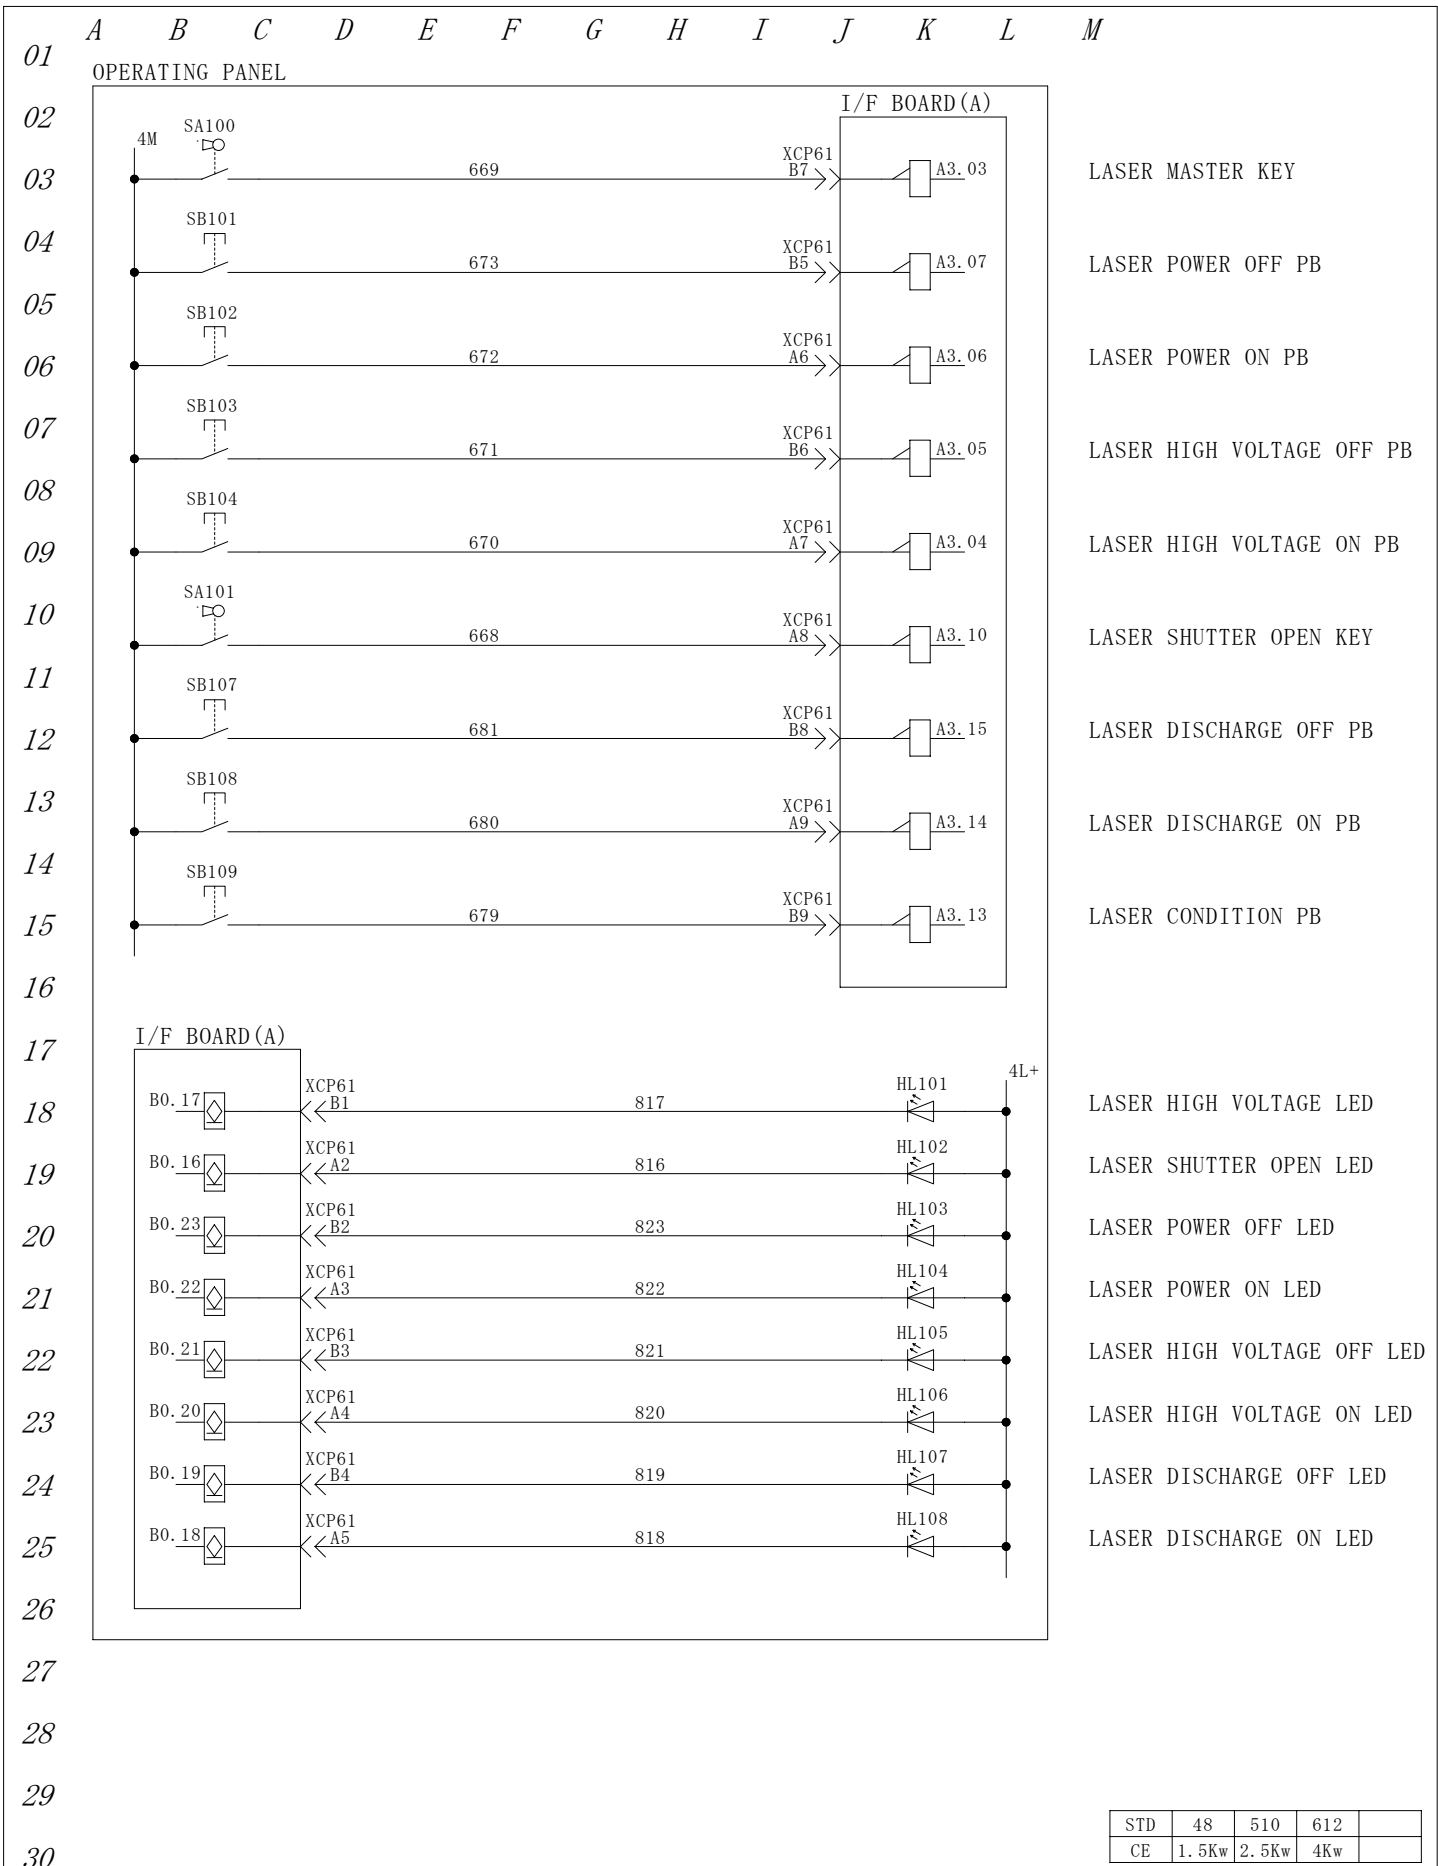 A B C D E F G H I J K L M
01
OPERATING PANEL
02
I/F BOARD(A)
4M
SA100
03
669
XCP61
B7
A3.03
LASER MASTER KEY
SB101
04
673
XCP61
B5
A3.07
LASER POWER OFF PB
05
SB102
06
672
XCP61
A6
A3.06
LASER POWER ON PB
SB103
07
671
XCP61
B6
A3.05
LASER HIGH VOLTAGE OFF PB
08
SB104
09
670
XCP61
A7
A3.04
LASER HIGH VOLTAGE ON PB
SA101
10
668
XCP61
A8
A3.10
LASER SHUTTER OPEN KEY
11
SB107
12
681
XCP61
B8
A3.15
LASER DISCHARGE OFF PB
SB108
13
680
XCP61
A9
A3.14
LASER DISCHARGE ON PB
14
SB109
15
679
XCP61
B9
A3.13
LASER CONDITION PB
16
I/F BOARD(A)
17
4L+
18
B0.17
XCP61
B1
817
HL101
LASER HIGH VOLTAGE LED
19
B0.16
XCP61
A2
816
HL102
LASER SHUTTER OPEN LED
20
B0.23
XCP61
B2
823
HL103
LASER POWER OFF LED
21
B0.22
XCP61
A3
822
HL104
LASER POWER ON LED
22
B0.21
XCP61
B3
821
HL105
LASER HIGH VOLTAGE OFF LED
23
B0.20
XCP61
A4
820
HL106
LASER HIGH VOLTAGE ON LED
24
B0.19
XCP61
B4
819
HL107
LASER DISCHARGE OFF LED
25
B0.18
XCP61
A5
818
HL108
LASER DISCHARGE ON LED
26
27
28
29
30
STD 48 510 612
CE 1.5Kw 2.5Kw 4Kw